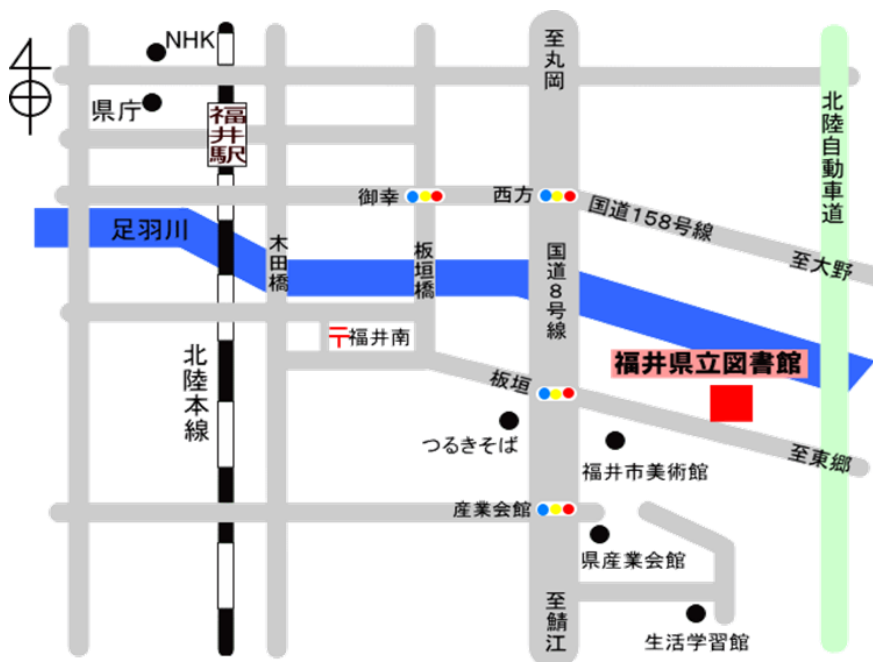 NHK
県庁
福井駅
至丸岡
北陸自動車道
御幸
西方
国道158号線
至大野
足羽川
木田橋
板垣橋
国道8号線
〒福井南
北陸本線
福井県立図書館
板垣
つるきそば
福井市美術館
至東郷
産業会館
県産業会館
至鯖江
生活学習館